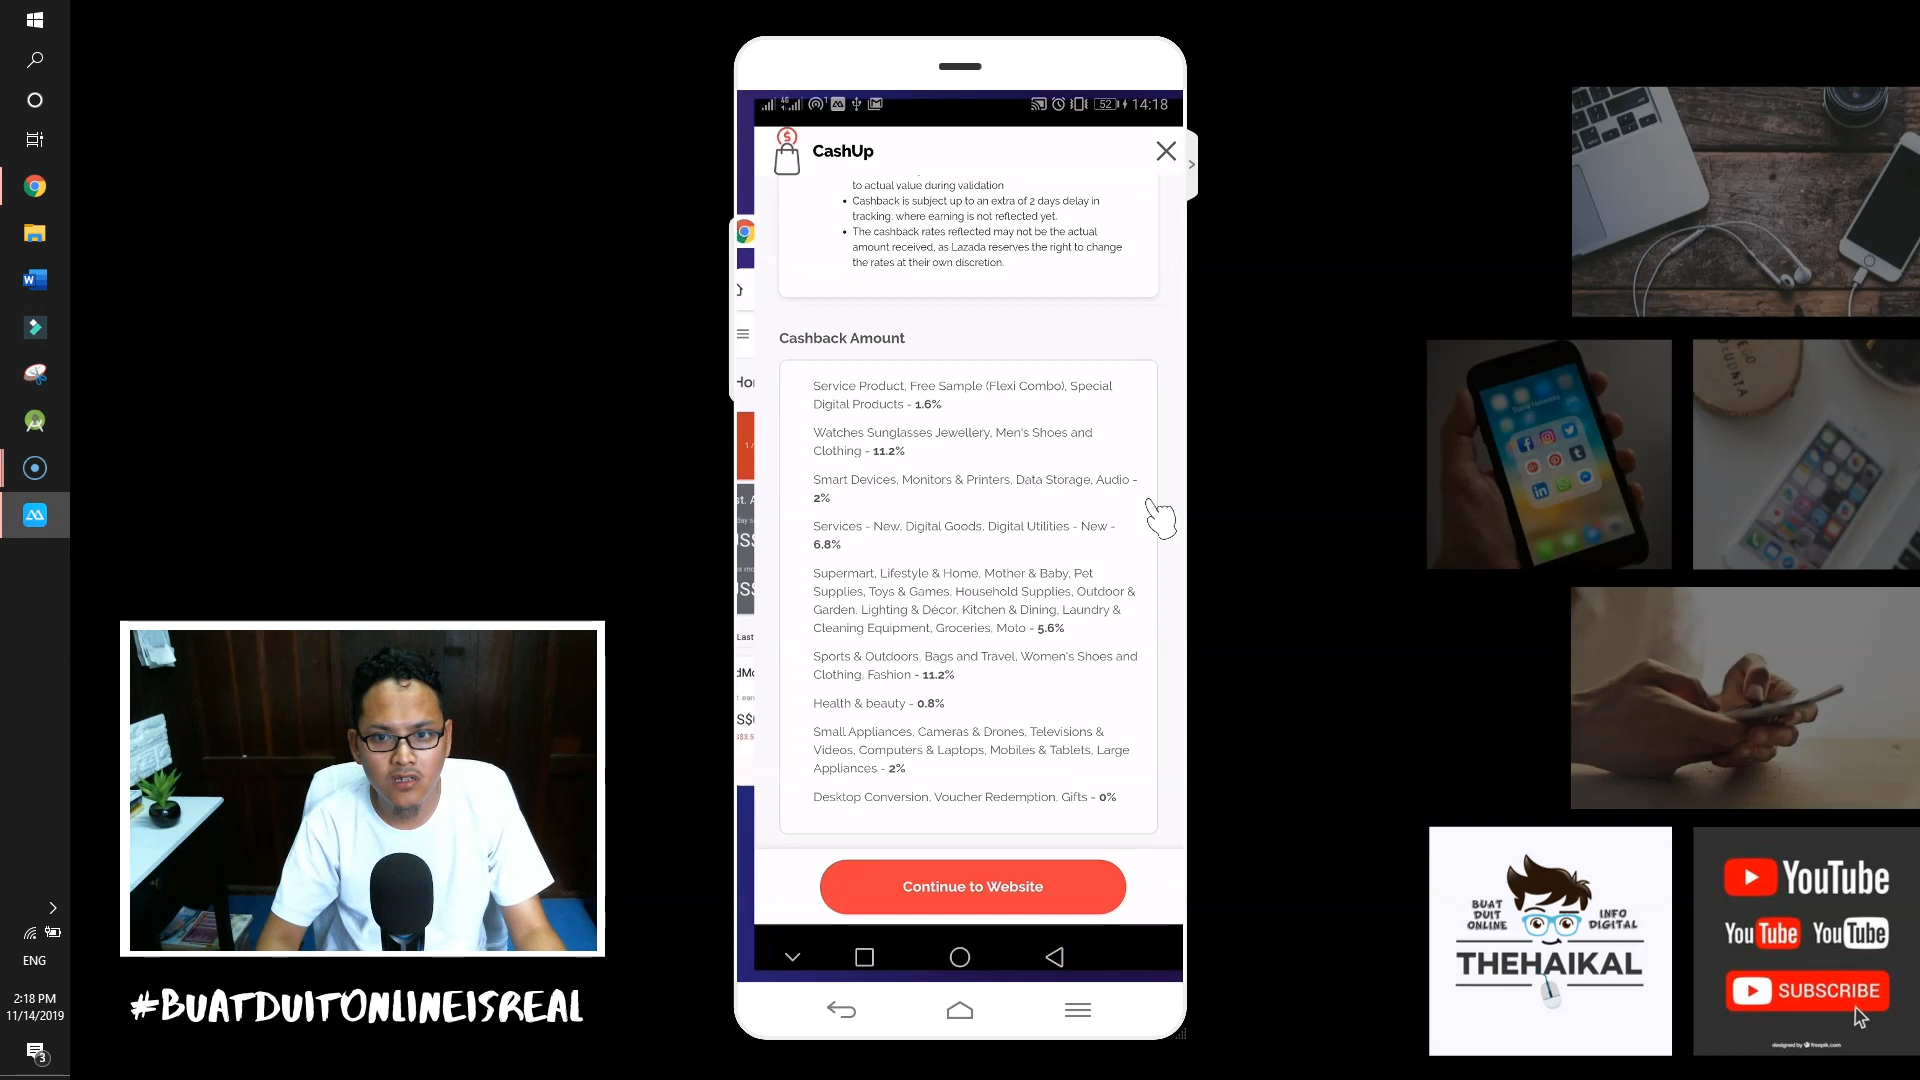 14:18
52
CashUp
to actual value during validation
• Cashback is subject up to an extra of 2 days delay in
tracking, where earning is not reflected yet.
• The cashback rates reflected may not be the actual
amount received, as Lazada reserves the right to change
the rates at their own discretion.
Cashback Amount
Service Product, Free Sample (Flexi Combo), Special
Digital Products - 1.6%
Watches Sunglasses Jewellery, Men's Shoes and
Clothing - 11.2%
Smart Devices, Monitors & Printers, Data Storage, Audio -
2%
Services - New, Digital Goods, Digital Utilities - New -
6.8%
Supermart, Lifestyle & Home, Mother & Baby, Pet
Supplies, Toys & Games, Household Supplies, Outdoor &
Garden, Lighting & Décor, Kitchen & Dining, Laundry &
Cleaning Equipment, Groceries, Moto - 5.6%
Sports & Outdoors, Bags and Travel, Women's Shoes and
Clothing, Fashion - 11.2%
Health & beauty - 0.8%
Small Appliances, Cameras & Drones, Televisions &
Videos, Computers & Laptops, Mobiles & Tablets, Large
Appliances - 2%
Desktop Conversion, Voucher Redemption, Gifts - 0%
Continue to Website
Last
#BUATDUITONLINEISREAL
ENG
2:18 PM
11/14/2019
3
BUAT
DUIT
ONLINE
INFO
DIGITAL
THEHAIKAL
YouTube
YouTube YouTube
SUBSCRIBE
designed by freepik.com